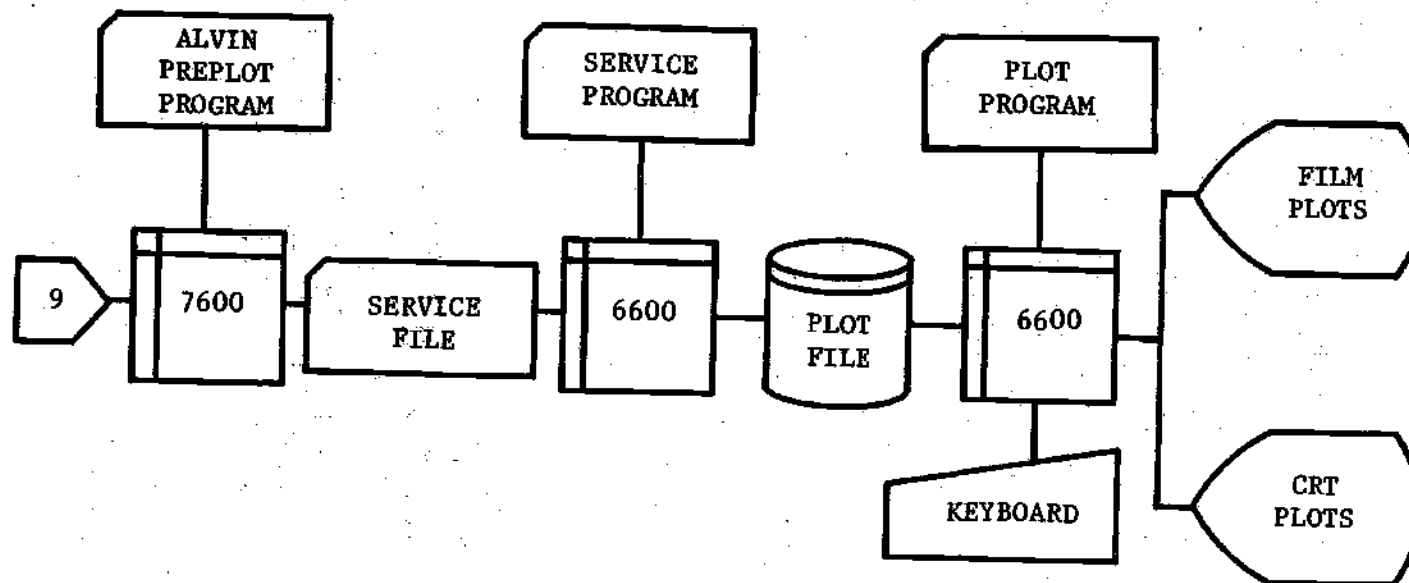 ALVIN
PREPLOT
PROGRAM
SERVICE
PROGRAM
PLOT
PROGRAM
FILM
PLOTS
9
7600
SERVICE
FILE
6600
PLOT
FILE
6600
KEYBOARD
CRT
PLOTS